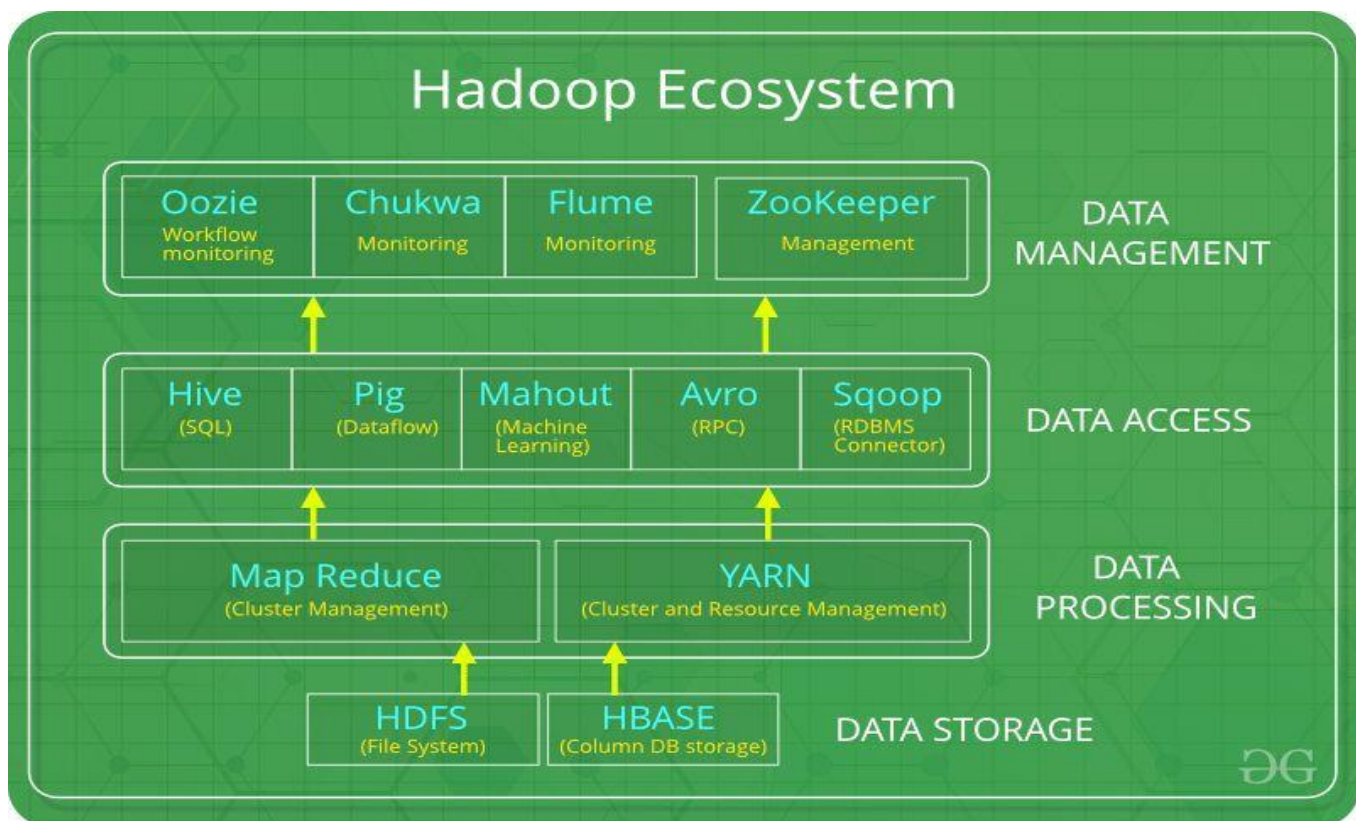 Hadoop Ecosystem
Oozie
Workflow
monitoring
Chukwa
Monitoring
Flume
Monitoring
ZooKeeper
Management
DATA
MANAGEMENT
Hive
(SQL)
Pig
(Dataflow)
Mahout
(Machine
Learning)
Avro
(RPC)
Sqoop
(RDBMS
Connector)
DATA ACCESS
Map Reduce
(Cluster Management)
YARN
(Cluster and Resource Management)
DATA
PROCESSING
HDFS
(File System)
HBASE
(Column DB storage)
DATA STORAGE